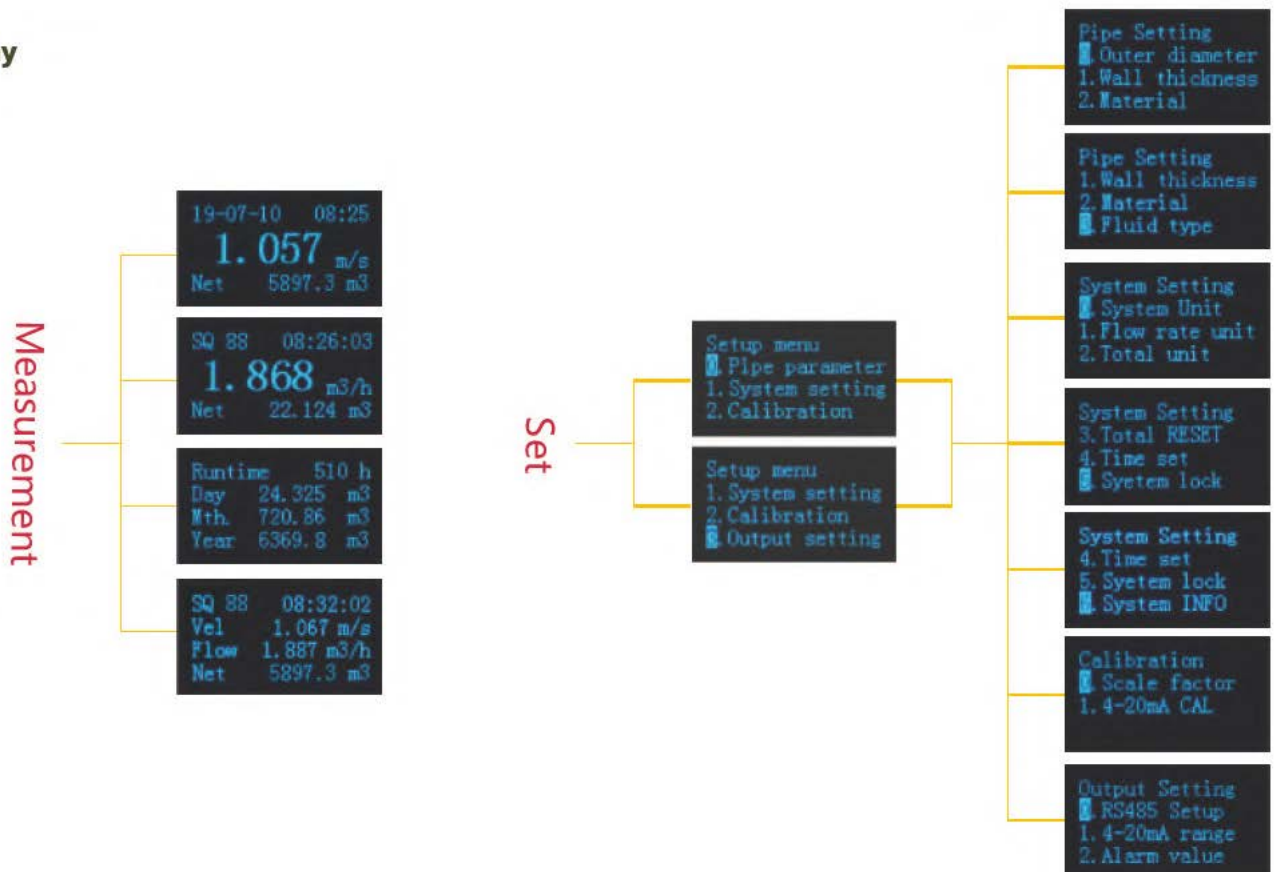 y
Measurement
19-07-10 08:25
1.057 m/s
Net 5897.3 m3
SQ 88 08:26:03
1.868 m3/h
Net 22.124 m3
Runtime 510 h
Day 24.325 m3
Mth. 720.86 m3
Year 6369.8 m3
SQ 88 08:32:02
Vel 1.067 m/s
Flow 1.887 m3/h
Net 5897.3 m3
Set
Setup menu
0.Pipe parameter
1.System setting
2.Calibration
Setup menu
1.System setting
2.Calibration
3.Output setting
Pipe Setting
0.Outer diameter
1.Wall thickness
2.Material
Pipe Setting
1.Wall thickness
2.Material
3.Fluid type
System Setting
0.System Unit
1.Flow rate unit
2.Total unit
System Setting
3.Total RESET
4.Time set
5.Syetem lock
System Setting
4.Time set
5.Syetem lock
6.System INFO
Calibration
0.Scale factor
1.4-20mA CAL
Output Setting
0.RS485 Setup
1.4-20mA range
2.Alarm value